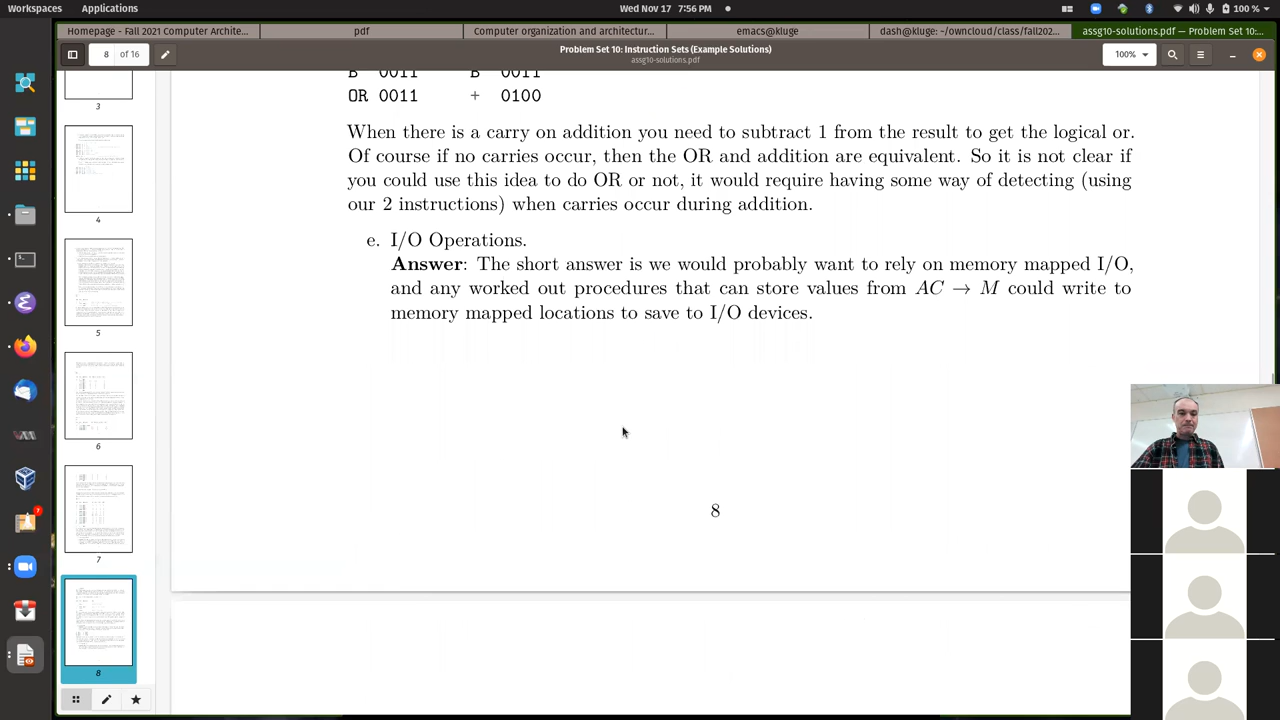 Workspaces Applications Wed Nov 17 7:56 PM 100 %
Homepage - Fall 2021 Computer Archite... pdf Computer organization and architectur... emacs@kluge dash@kluge: ~/owncloud/class/fall202... assg10-solutions.pdf — Problem Set 10:...
8 of 16 Problem Set 10: Instruction Sets (Example Solutions) 100%
assg10-solutions.pdf
B 0011 B 0011
OR 0011 + 0100
When there is a carry on addition you need to subtract 1 from the result to get the logical or.
Of course if no carries occur, then the OR and addition are equivalent. So it is not clear if
you could use this idea to do OR or not, it would require having some way of detecting (using
our 2 instructions) when carries occur during addition.
e. I/O Operations.
Answer: The short answer is we would probably want to rely on memory mapped I/O,
and any worked out procedures that can store values from AC → M could write to
memory mapped locations to save to I/O devices.
8
3
4
5
6
7
8